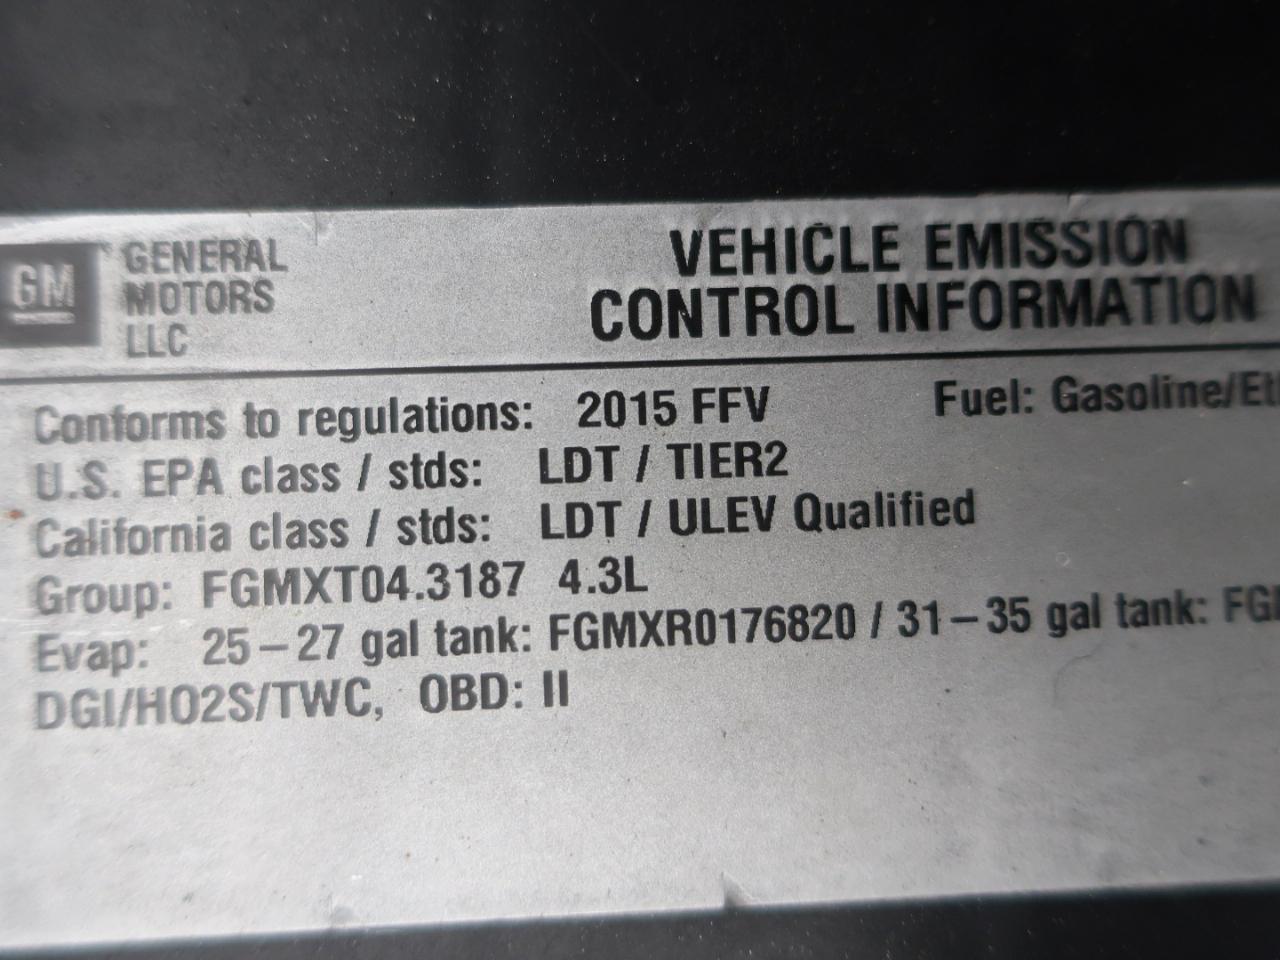 GM
GENERAL
MOTORS
LLC
VEHICLE EMISSION
CONTROL INFORMATION
Conforms to regulations: 2015 FFV Fuel: Gasoline/Et
U.S. EPA class / stds: LDT / TIER2
California class / stds: LDT / ULEV Qualified
Group: FGMXT04.3187 4.3L
Evap: 25–27 gal tank: FGMXR0176820 / 31–35 gal tank: FG
DGI/HO2S/TWC, OBD: II